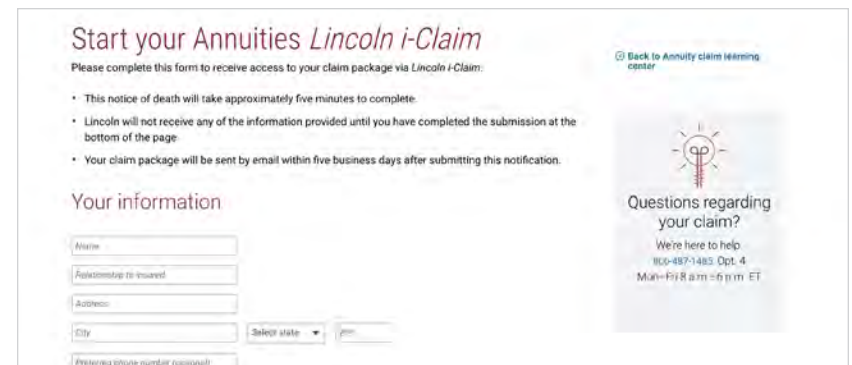 Start your Annuities Lincoln i-Claim
Please complete this form to receive access to your claim package via Lincoln i-Claim.
• This notice of death will take approximately five minutes to complete.
• Lincoln will not receive any of the information provided until you have completed the submission at the
bottom of the page
• Your claim package will be sent by email within five business days after submitting this notification.
Your information
Name
Relationship to insured
Address
City
Select state
Preferred phone number (optional)
Back to Annuity claim learning
center
Questions regarding
your claim?
We're here to help
800-487-1485 Opt. 4
Mon–Fri 8 a.m.–6 p.m. ET